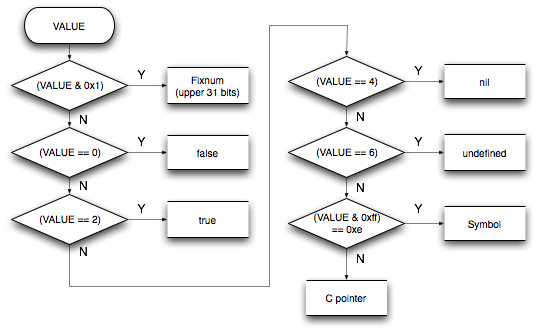 VALUE
(VALUE & 0x1)
Y
Fixnum
(upper 31 bits)
N
(VALUE == 0)
Y
false
N
(VALUE == 2)
Y
true
N
(VALUE == 4)
Y
nil
N
(VALUE == 6)
Y
undefined
N
(VALUE & 0xff)
== 0xe
Y
Symbol
N
C pointer